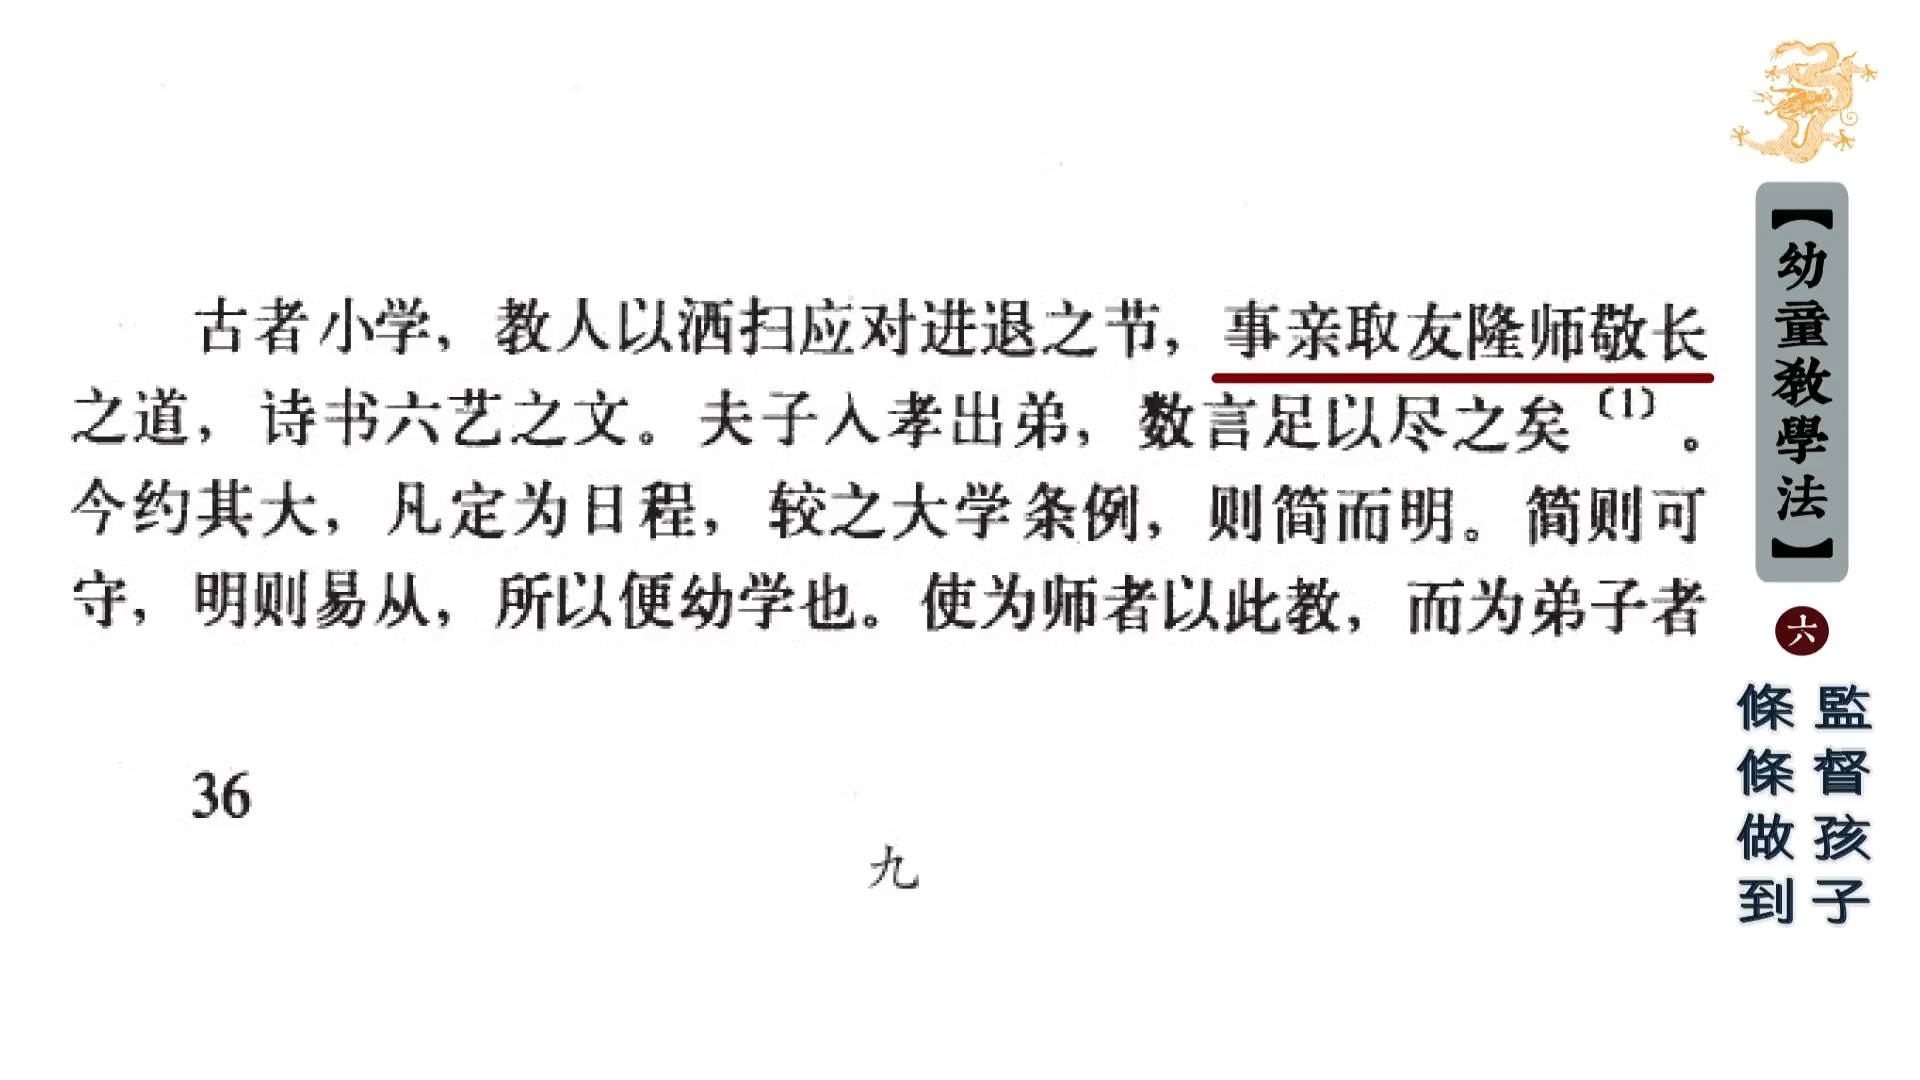 古者小学，教人以洒扫应对进退之节，事亲取友隆师敬长
之道，诗书六艺之文。夫子入孝出弟，数言足以尽之矣〔1〕。
今约其大，凡定为日程，较之大学条例，则简而明。简则可
守，明则易从，所以便幼学也。使为师者以此教，而为弟子者
36
九
【幼童教學法】
六
監督孩子
條條做到